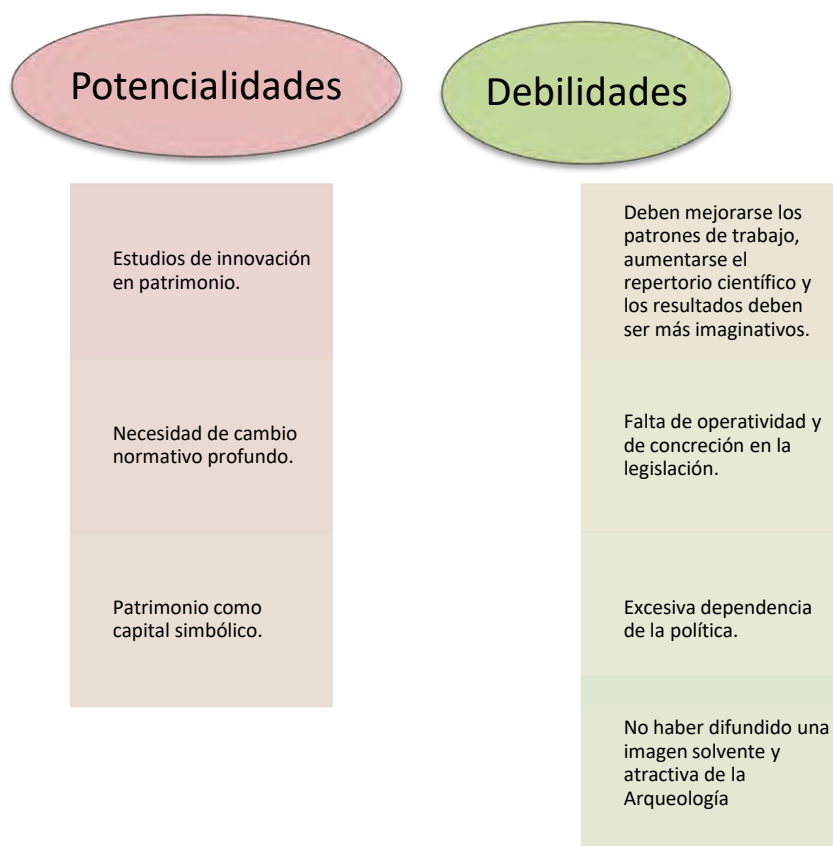 Potencialidades
Estudios de innovación
en patrimonio.
Necesidad de cambio
normativo profundo.
Patrimonio como
capital simbólico.
Debilidades
Deben mejorarse los
patrones de trabajo,
aumentarse el
repertorio científico y
los resultados deben
ser más imaginativos.
Falta de operatividad y
de concreción en la
legislación.
Excesiva dependencia
de la política.
No haber difundido una
imagen solvente y
atractiva de la
Arqueología